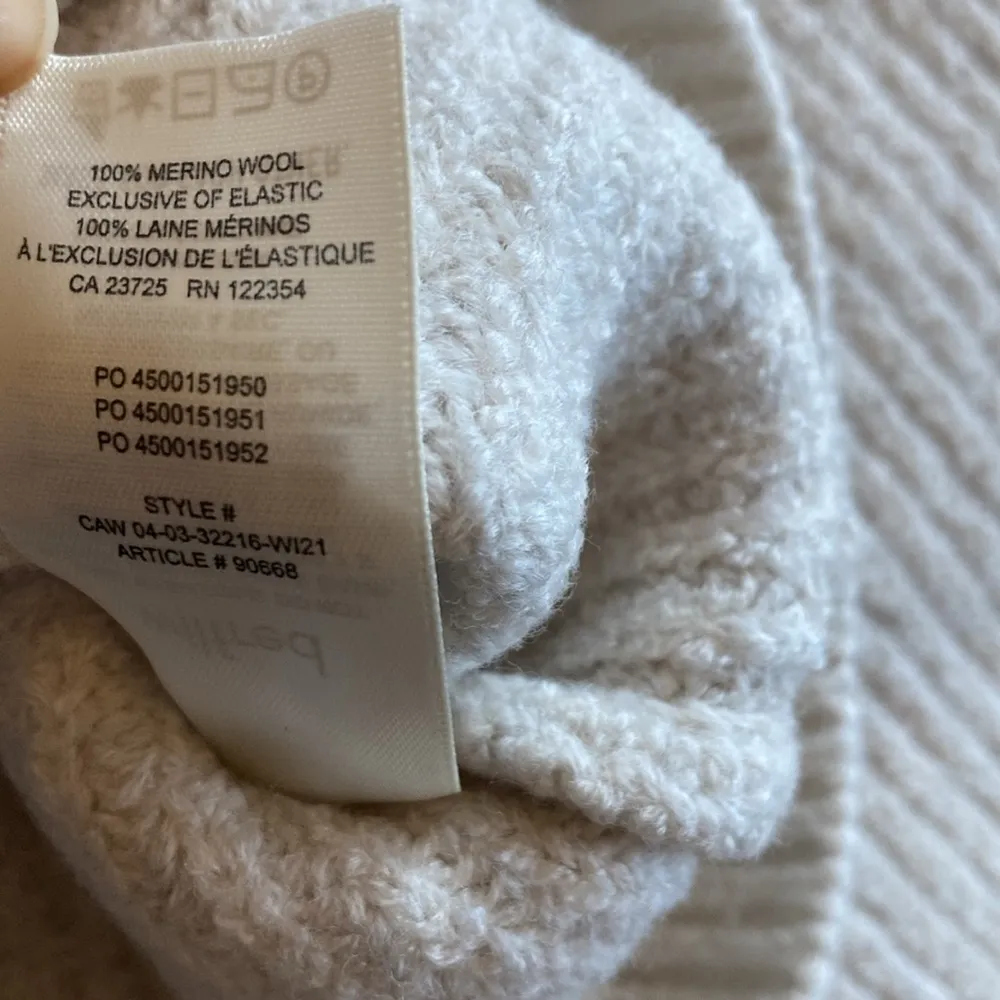 100% MERINO WOOL
EXCLUSIVE OF ELASTIC
100% LAINE MÉRINOS
À L'EXCLUSION DE L'ÉLASTIQUE
CA 23725 RN 122354
PO 4500151950
PO 4500151951
PO 4500151952
STYLE #
CAW 04-03-32216-WI21
ARTICLE # 90668
wilfred